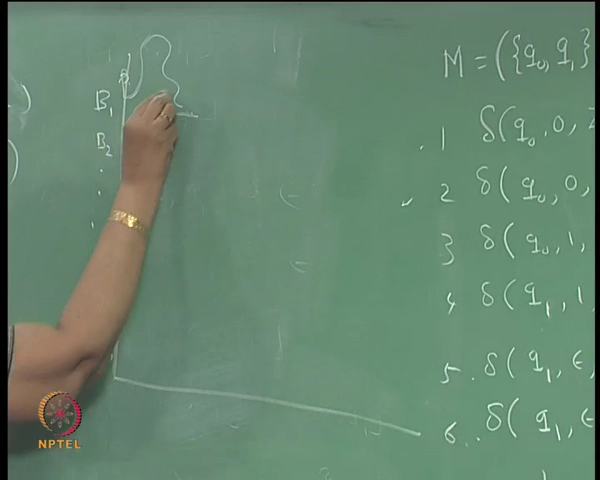 M = ({q₀, q₁}
1 δ(q₀, 0, Z
B₁
B₂
2 δ(q₀, 0,
3 δ(q₀, 1,
4 δ(q₁, 1,
5. δ(q₁, ε,
6. δ(q₁, ε
NPTEL